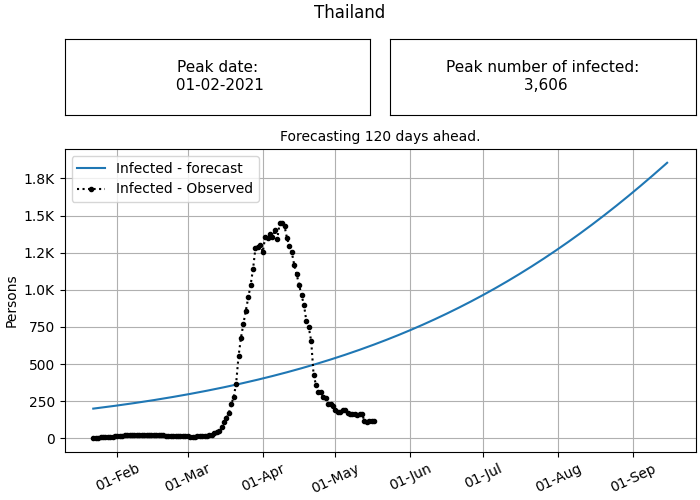 Thailand
Peak date:
01-02-2021
Peak number of infected:
3,606
Forecasting 120 days ahead.
Infected - forecast
Infected - Observed
Persons
1.8K
1.5K
1.2K
1.0K
750
500
250
0
01-Feb
01-Mar
01-Apr
01-May
01-Jun
01-Jul
01-Aug
01-Sep